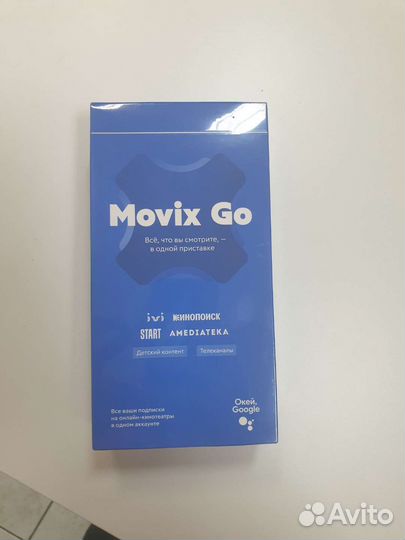 Movix Go
Всё, что вы смотрите, —
в одной приставке
ivi КИНОПОИСК
START AMEDIATEKA
Детский контент Телеканалы
Все ваши подписки
на онлайн-кинотеатры
в одном аккаунте
Окей,
Google
Avito